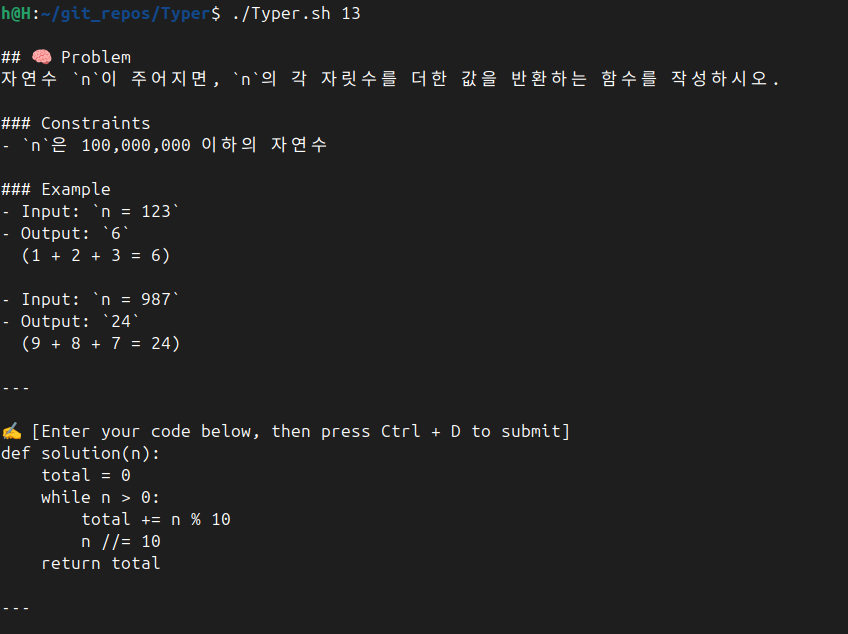 h@H:~/git_repos/Typer$ ./Typer.sh 13
## 🧠 Problem
자연수 `n`이 주어지면, `n`의 각 자릿수를 더한 값을 반환하는 함수를 작성하시오.
### Constraints
- `n`은 100,000,000 이하의 자연수
### Example
- Input: `n = 123`
- Output: `6`
  (1 + 2 + 3 = 6)
- Input: `n = 987`
- Output: `24`
  (9 + 8 + 7 = 24)
---
✍️ [Enter your code below, then press Ctrl + D to submit]
def solution(n):
    total = 0
    while n > 0:
        total += n % 10
        n //= 10
    return total
---